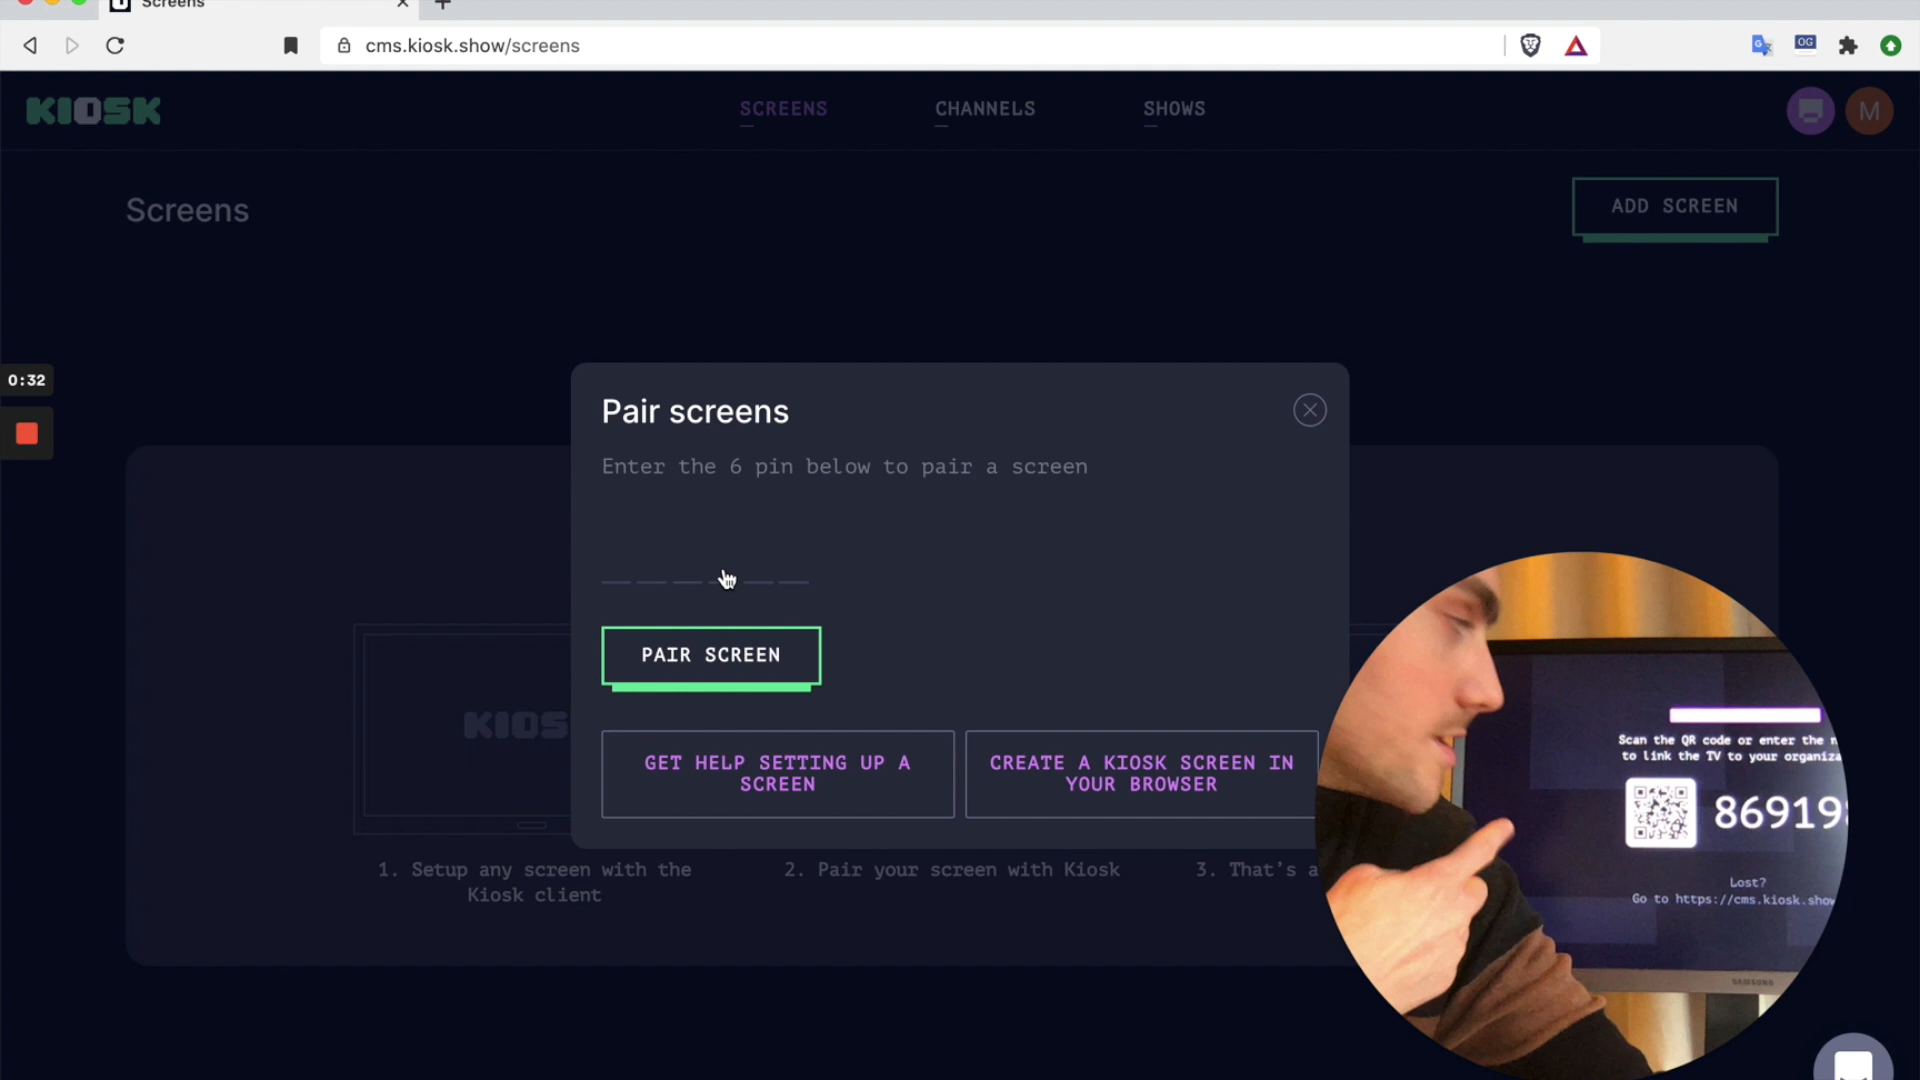 Screens
cms.kiosk.show/screens
OG
KIOSK
SCREENS
CHANNELS
SHOWS
M
Screens
ADD SCREEN
0:32
Pair screens
Enter the 6 pin below to pair a screen
PAIR SCREEN
GET HELP SETTING UP A
SCREEN
CREATE A KIOSK SCREEN IN
YOUR BROWSER
KIOS
1. Setup any screen with the
Kiosk client
2. Pair your screen with Kiosk
3. That's a
Scan the QR code or enter the
to link the TV to your organiza
86919
Lost?
Go to https://cms.kiosk.show
SAMSUNG